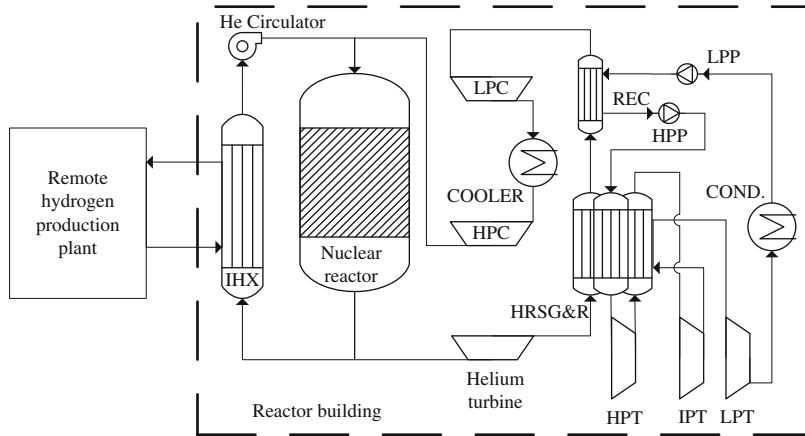 He Circulator
LPP
LPC
REC
HPP
Remote
hydrogen
production
plant
COOLER
COND.
HPC
Nuclear
reactor
IHX
HRSG&R
Helium
turbine
Reactor building
HPT
IPT
LPT